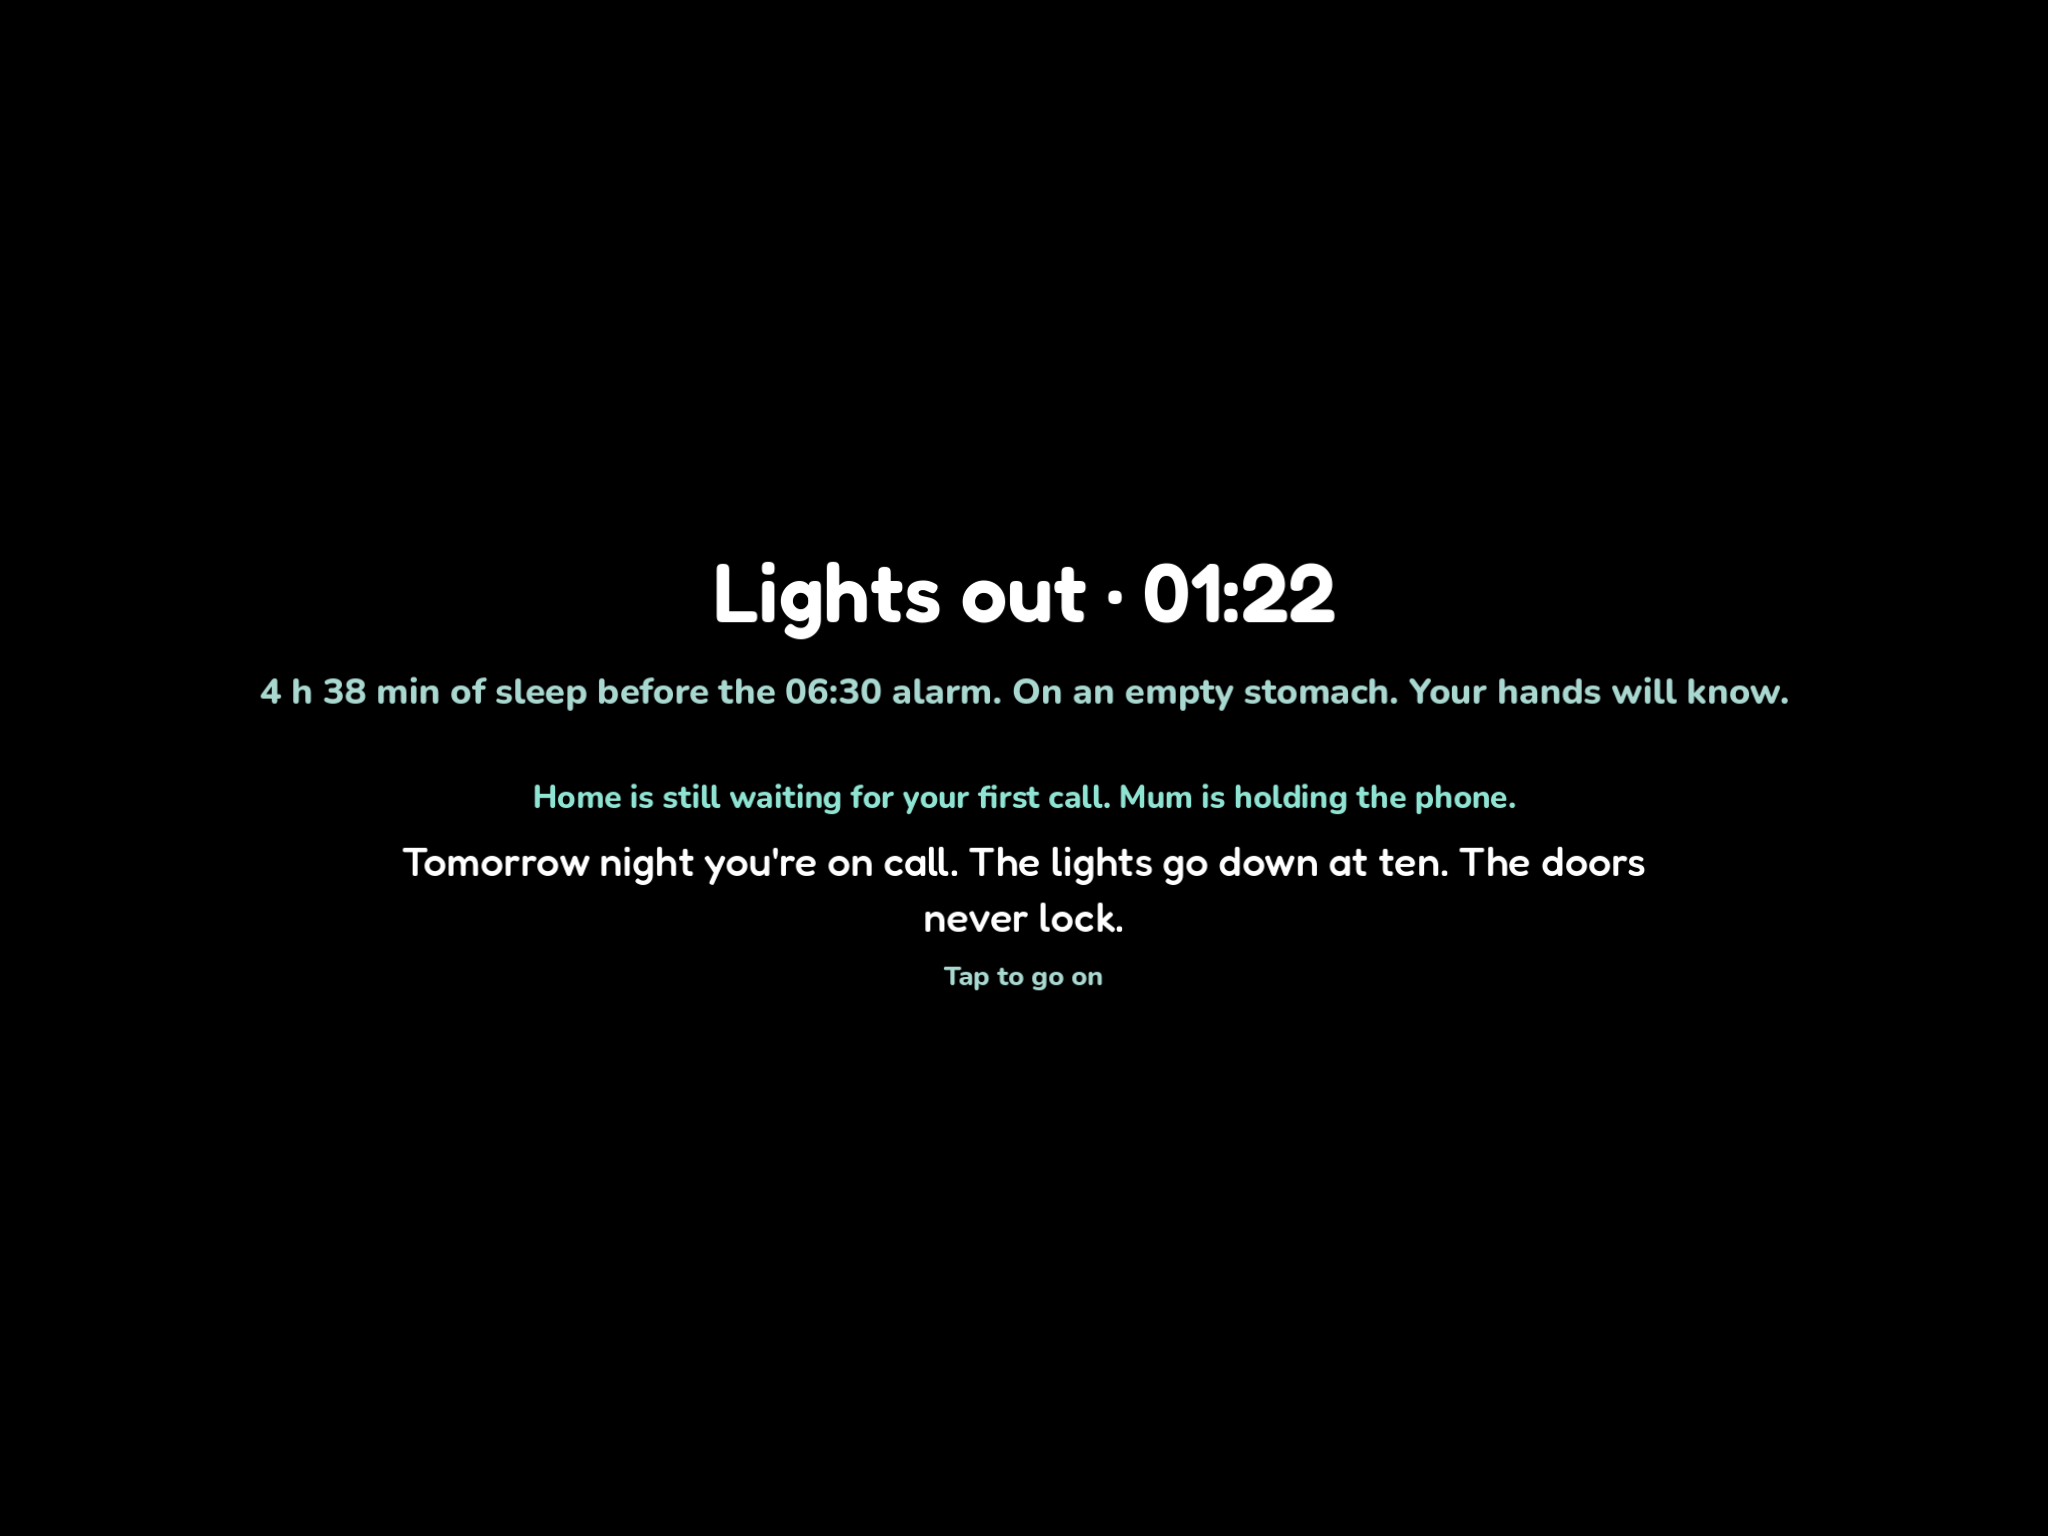 Lights out · 01:22
4 h 38 min of sleep before the 06:30 alarm. On an empty stomach. Your hands will know.
Home is still waiting for your first call. Mum is holding the phone.
Tomorrow night you're on call. The lights go down at ten. The doors
never lock.
Tap to go on